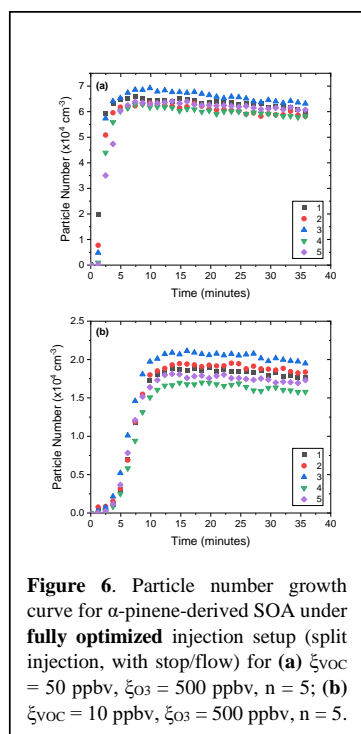 (a)
Particle Number (x10⁴ cm⁻³)
7
6
5
4
3
2
1
0
1
2
3
4
5
0 5 10 15 20 25 30 35 40
Time (minutes)
(b)
Particle Number (x10⁴ cm⁻³)
2.5
2.0
1.5
1.0
0.5
0.0
1
2
3
4
5
0 5 10 15 20 25 30 35 40
Time (minutes)
Figure 6. Particle number growth
curve for α-pinene-derived SOA under
fully optimized injection setup (split
injection, with stop/flow) for (a) ξVOC
= 50 ppbv, ξO3 = 500 ppbv, n = 5; (b)
ξVOC = 10 ppbv, ξO3 = 500 ppbv, n = 5.